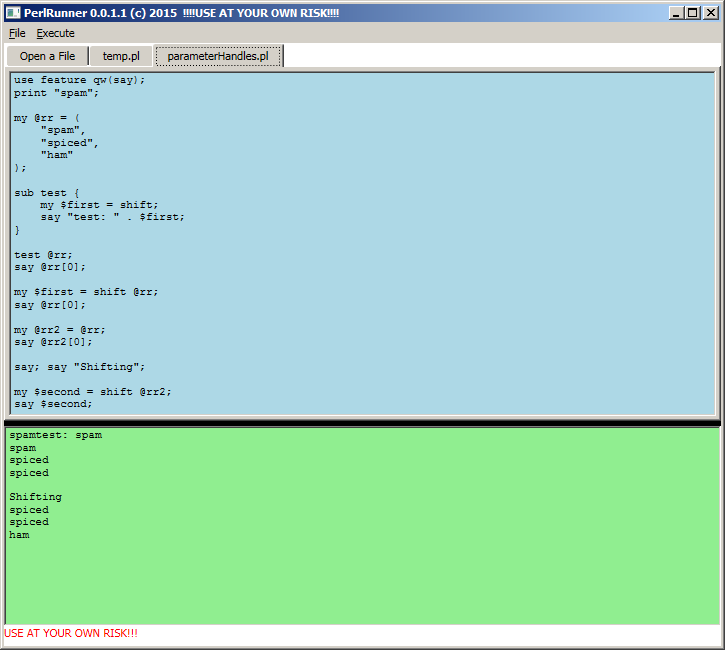 PerlRunner 0.0.1.1 (c) 2015 !!!!USE AT YOUR OWN RISK!!!!
File Execute
Open a File temp.pl parameterHandles.pl
use feature qw(say);
print "spam";

my @rr = (
    "spam",
    "spiced",
    "ham"
);

sub test {
    my $first = shift;
    say "test: " . $first;
}

test @rr;
say @rr[0];

my $first = shift @rr;
say @rr[0];

my @rr2 = @rr;
say @rr2[0];

say; say "Shifting";

my $second = shift @rr2;
say $second;
spamtest: spam
spam
spiced
spiced

Shifting
spiced
spiced
ham
USE AT YOUR OWN RISK!!!